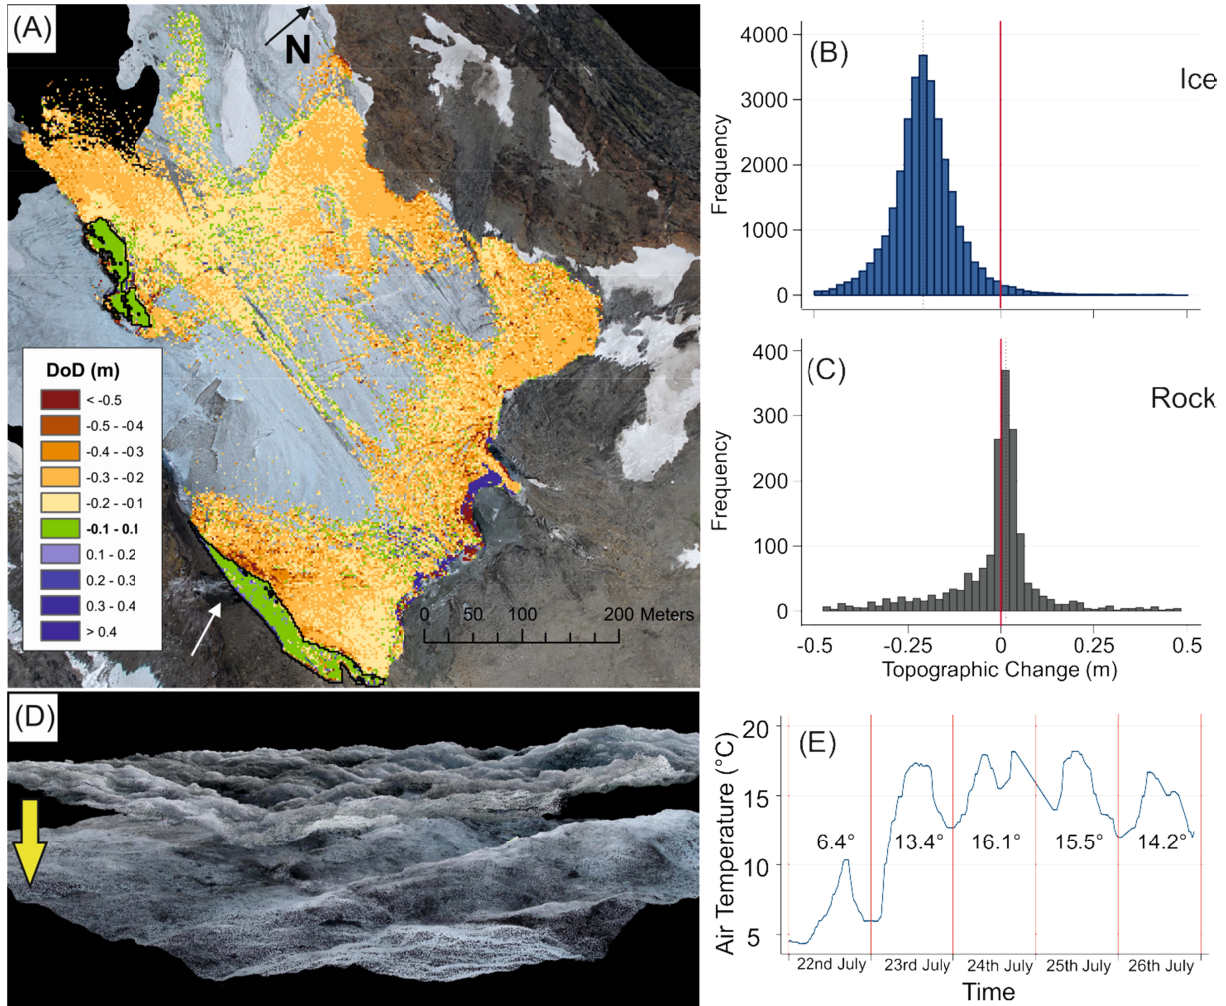 (A)
N
DoD (m)
< -0.5
-0.5 - -0.4
-0.4 - -0.3
-0.3 - -0.2
-0.2 - -0.1
-0.1 - 0.1
0.1 - 0.2
0.2 - 0.3
0.3 - 0.4
> 0.4
0 50 100 200 Meters
(B)
Ice
Frequency
4000
3000
2000
1000
0
(C)
Rock
Frequency
400
300
200
100
0
-0.5 -0.25 0 0.25 0.5
Topographic Change (m)
(D)
(E)
Air Temperature (°C)
20
15
10
5
6.4° 13.4° 16.1° 15.5° 14.2°
22nd July 23rd July 24th July 25th July 26th July
Time